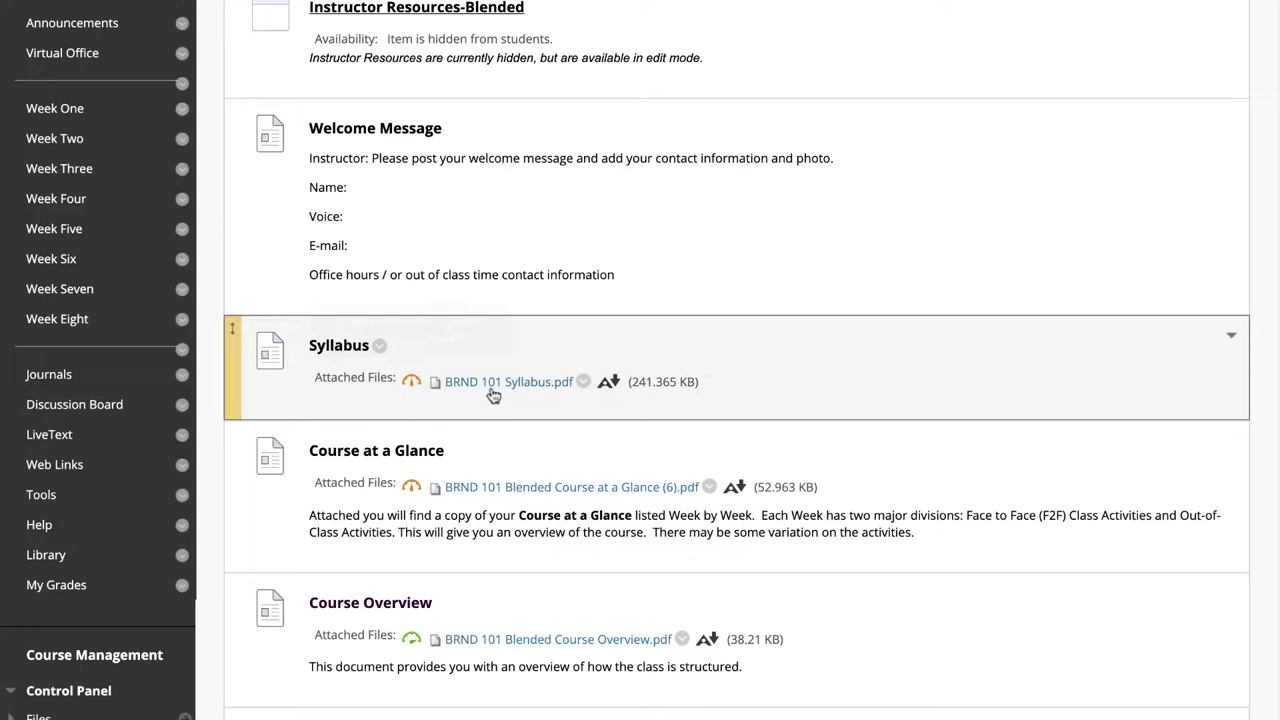 Announcements
Virtual Office
Week One
Week Two
Week Three
Week Four
Week Five
Week Six
Week Seven
Week Eight
Journals
Discussion Board
LiveText
Web Links
Tools
Help
Library
My Grades
Course Management
Control Panel
Files
Instructor Resources-Blended
Availability: Item is hidden from students.
Instructor Resources are currently hidden, but are available in edit mode.
Welcome Message
Instructor: Please post your welcome message and add your contact information and photo.
Name:
Voice:
E-mail:
Office hours / or out of class time contact information
Syllabus
Attached Files: BRND 101 Syllabus.pdf (241.365 KB)
Course at a Glance
Attached Files: BRND 101 Blended Course at a Glance (6).pdf (52.963 KB)
Attached you will find a copy of your Course at a Glance listed Week by Week. Each Week has two major divisions: Face to Face (F2F) Class Activities and Out-of-
Class Activities. This will give you an overview of the course. There may be some variation on the activities.
Course Overview
Attached Files: BRND 101 Blended Course Overview.pdf (38.21 KB)
This document provides you with an overview of how the class is structured.